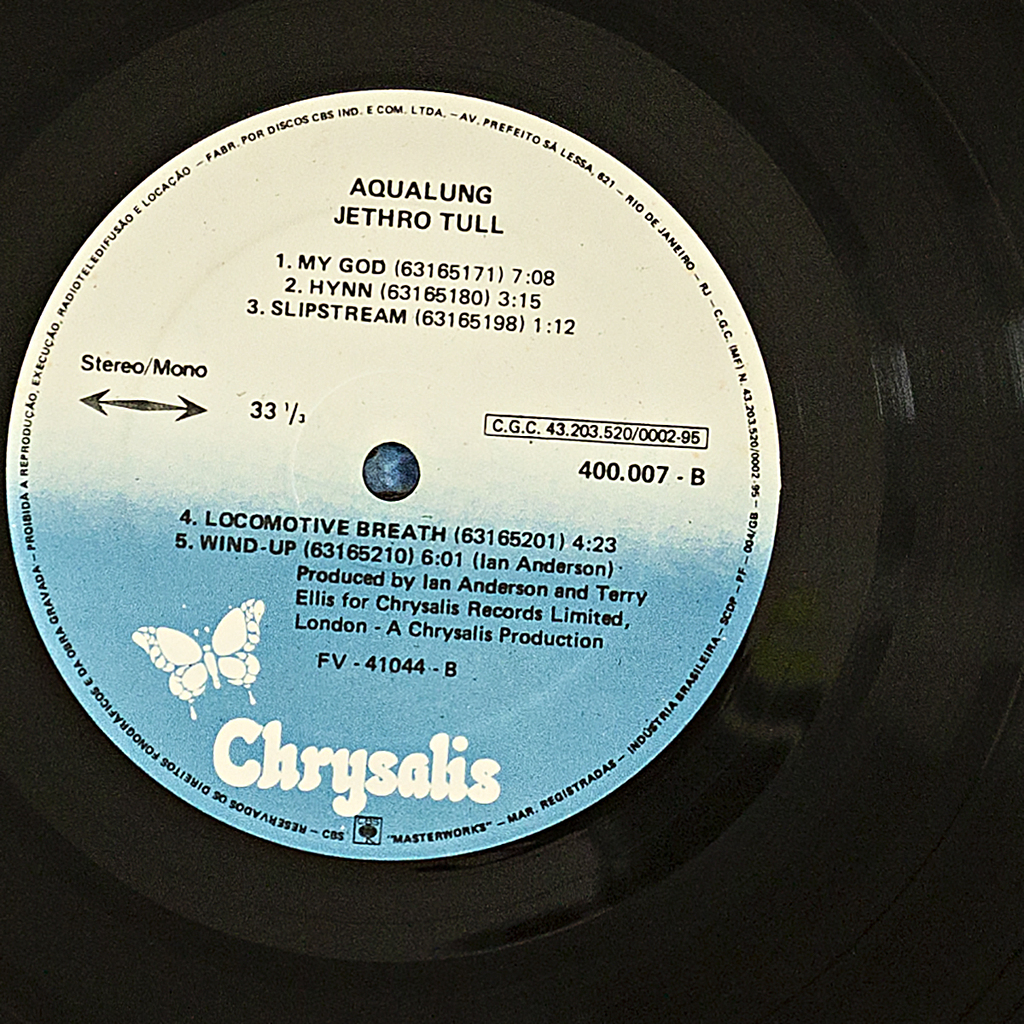 AQUALUNG
JETHRO TULL
1. MY GOD (63165171) 7:08
2. HYNN (63165180) 3:15
3. SLIPSTREAM (63165198) 1:12
Stereo/Mono
33 1/3
C.G.C. 43.203.520/0002-95
400.007 - B
4. LOCOMOTIVE BREATH (63165201) 4:23
5. WIND-UP (63165210) 6:01 (Ian Anderson)
Produced by Ian Anderson and Terry
Ellis for Chrysalis Records Limited,
London - A Chrysalis Production
FV - 41044 - B
Chrysalis
RESERVADOS OS DIREITOS FONOGRÁFICOS E DA OBRA GRAVADA – PROIBIDA A REPRODUÇÃO, EXECUÇÃO, RADIOTELEDIFUSÃO E LOCAÇÃO – FABR. POR DISCOS CBS IND. E COM. LTDA. – AV. PREFEITO SÁ LESSA, 621 – RIO DE JANEIRO – RJ – C.G.C. (MF) N. 43.203.520/0002-95 – 004/GB – SCDP – PF – INDÚSTRIA BRASILEIRA – MAR. REGISTRADAS – "MASTERWORKS" CBS – CBS